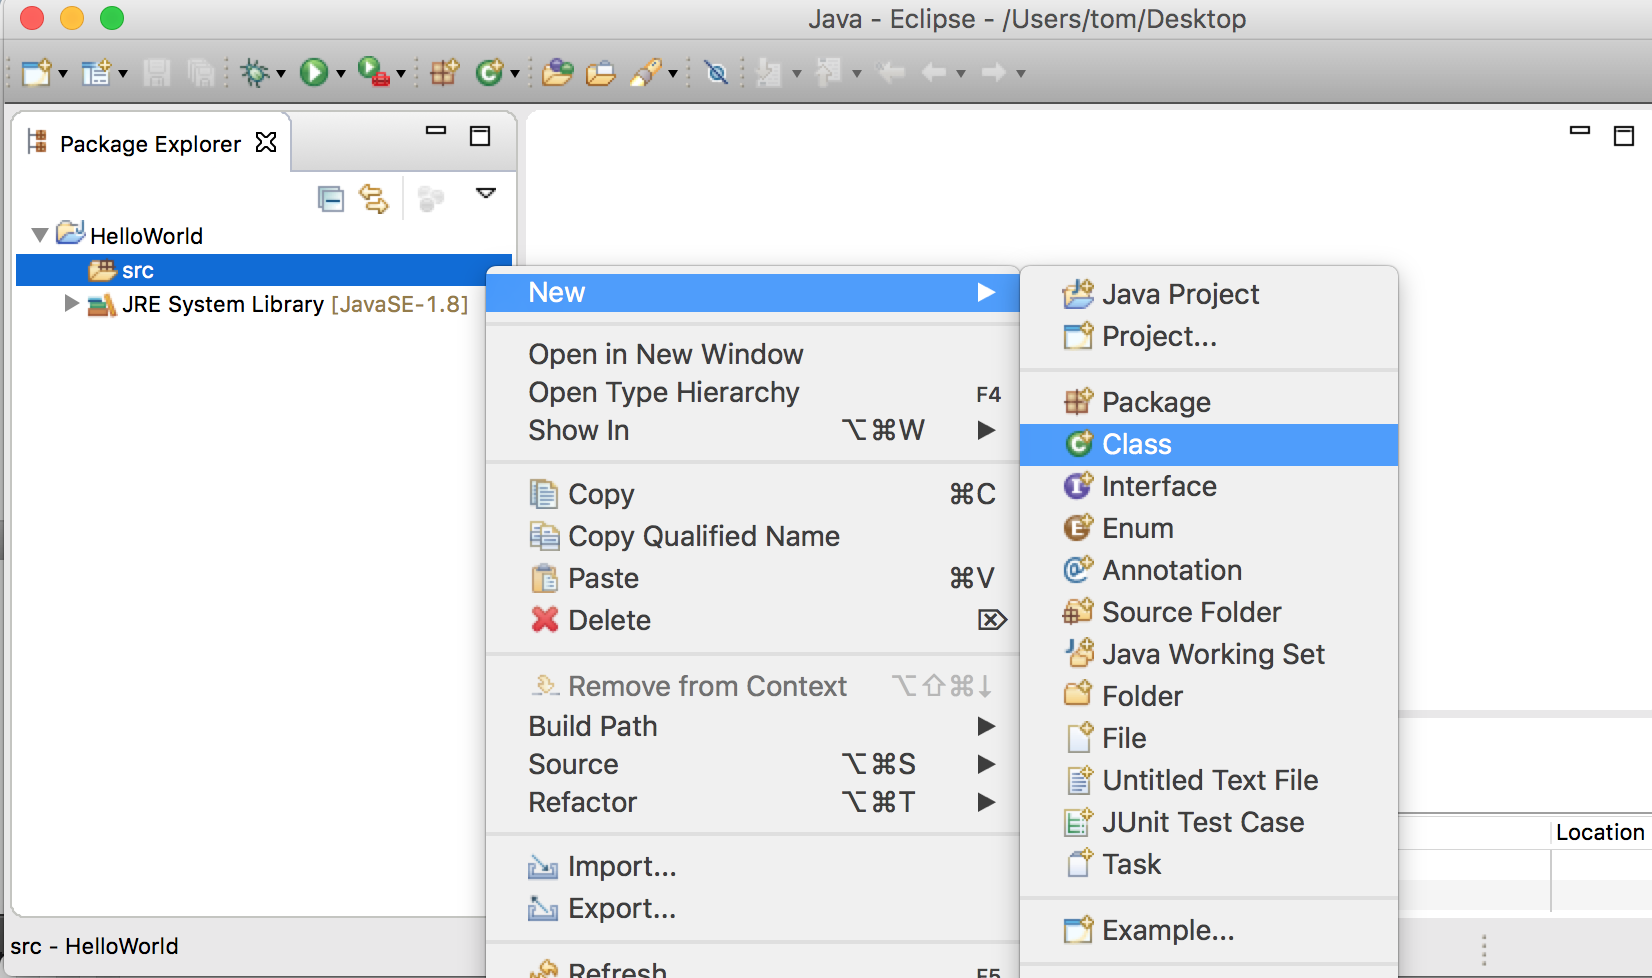 Java - Eclipse - /Users/tom/Desktop
Package Explorer
HelloWorld
src
JRE System Library [JavaSE-1.8]
New
Open in New Window
Open Type Hierarchy F4
Show In ⌥⌘W
Copy ⌘C
Copy Qualified Name
Paste ⌘V
Delete ⌦
Remove from Context ⌥⇧⌘↓
Build Path
Source ⌥⌘S
Refactor ⌥⌘T
Import...
Export...
Refresh F5
Java Project
Project...
Package
Class
Interface
Enum
Annotation
Source Folder
Java Working Set
Folder
File
Untitled Text File
JUnit Test Case
Task
Example...
Location
src - HelloWorld